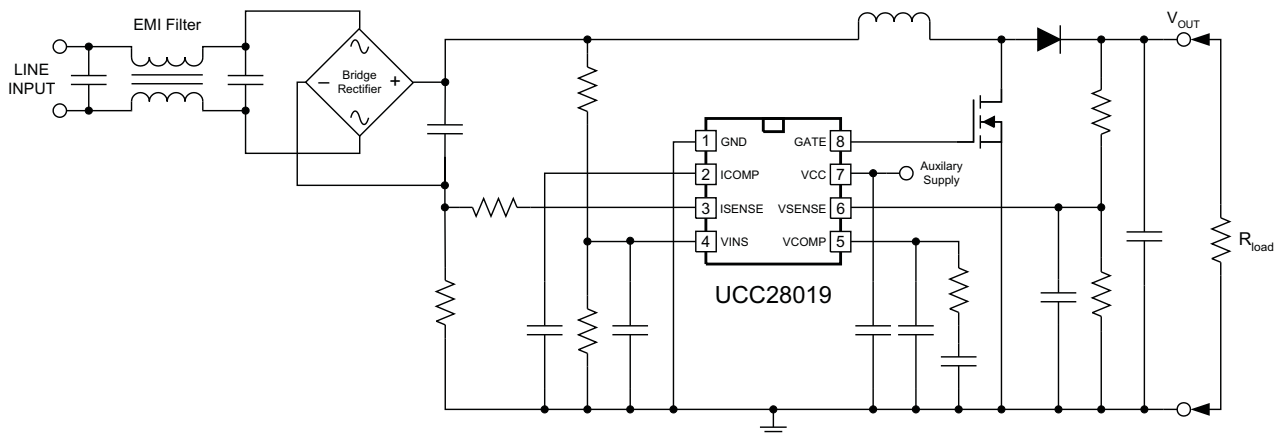 EMI Filter
LINE
INPUT
Bridge
Rectifier
V_OUT
1 GND
2 ICOMP
3 ISENSE
4 VINS
GATE 8
VCC 7
VSENSE 6
VCOMP 5
Auxilary
Supply
UCC28019
R_load